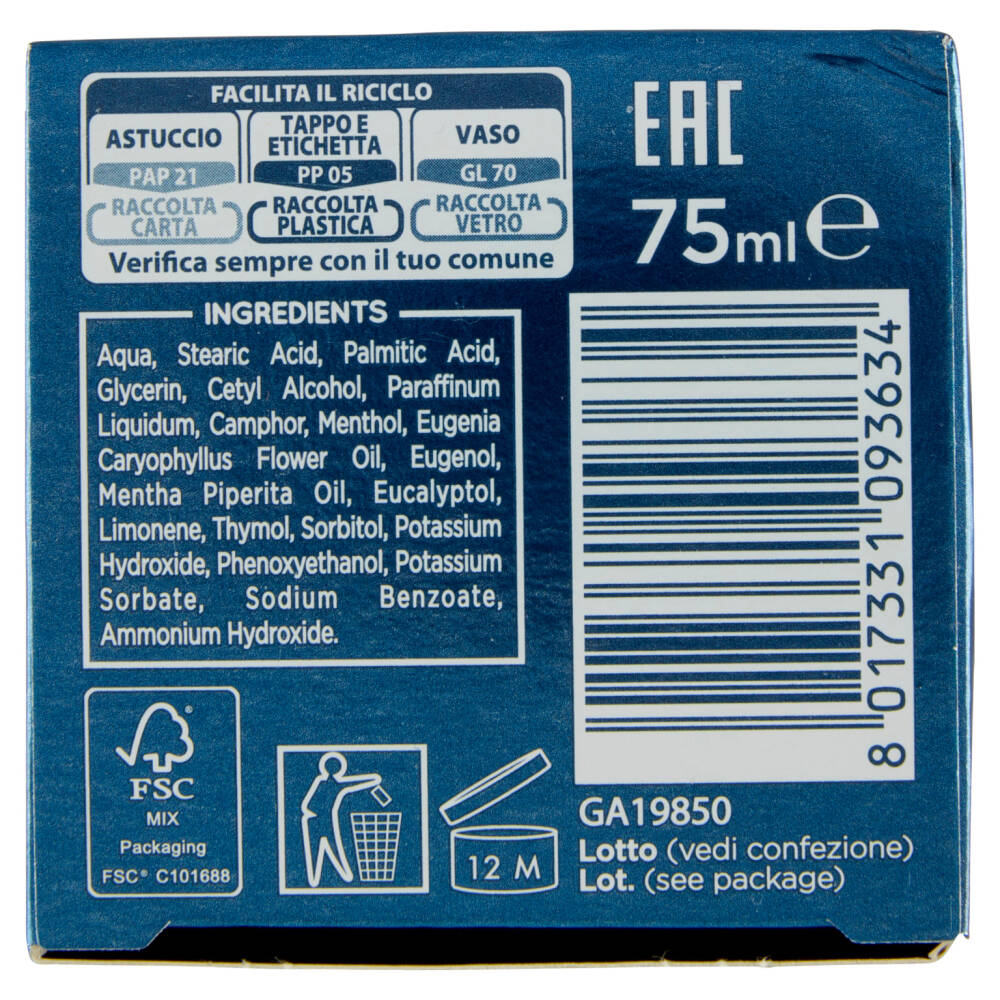 FACILITA IL RICICLO
ASTUCCIO
PAP 21
RACCOLTA
CARTA
TAPPO E
ETICHETTA
PP 05
RACCOLTA
PLASTICA
VASO
GL 70
RACCOLTA
VETRO
Verifica sempre con il tuo comune
EAC
75ml e
INGREDIENTS
Aqua, Stearic Acid, Palmitic Acid,
Glycerin, Cetyl Alcohol, Paraffinum
Liquidum, Camphor, Menthol, Eugenia
Caryophyllus Flower Oil, Eugenol,
Mentha Piperita Oil, Eucalyptol,
Limonene, Thymol, Sorbitol, Potassium
Hydroxide, Phenoxyethanol, Potassium
Sorbate, Sodium Benzoate,
Ammonium Hydroxide.
8 017331 093634
FSC
MIX
Packaging
FSC® C101688
12 M
GA19850
Lotto (vedi confezione)
Lot. (see package)